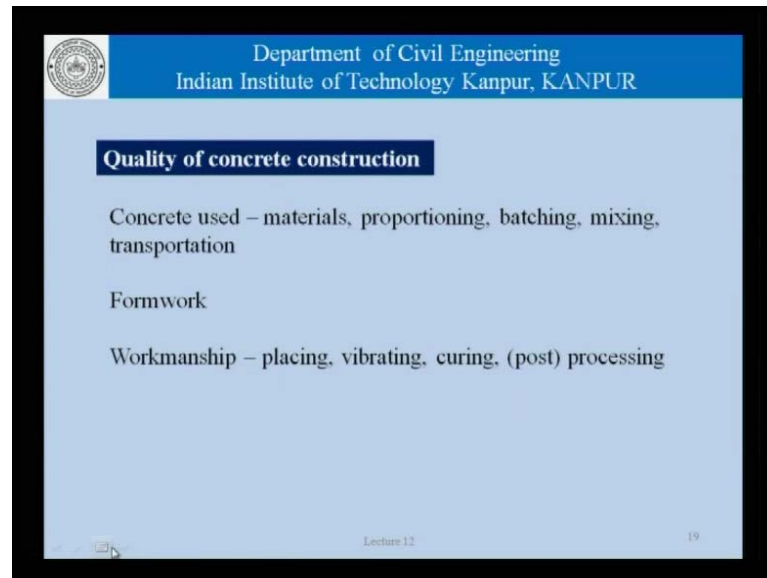 Department of Civil Engineering
Indian Institute of Technology Kanpur, KANPUR
Quality of concrete construction
Concrete used – materials, proportioning, batching, mixing,
transportation
Formwork
Workmanship – placing, vibrating, curing, (post) processing
Lecture 12
19